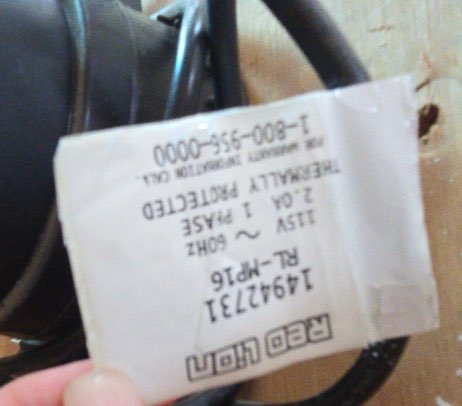 RED LION
14942731
RL-MP16
115V ~ 60HZ
2.0A 1 PHASE
THERMALLY PROTECTED
FOR WARRANTY INFORMATION CALL.
1-800-956-0000